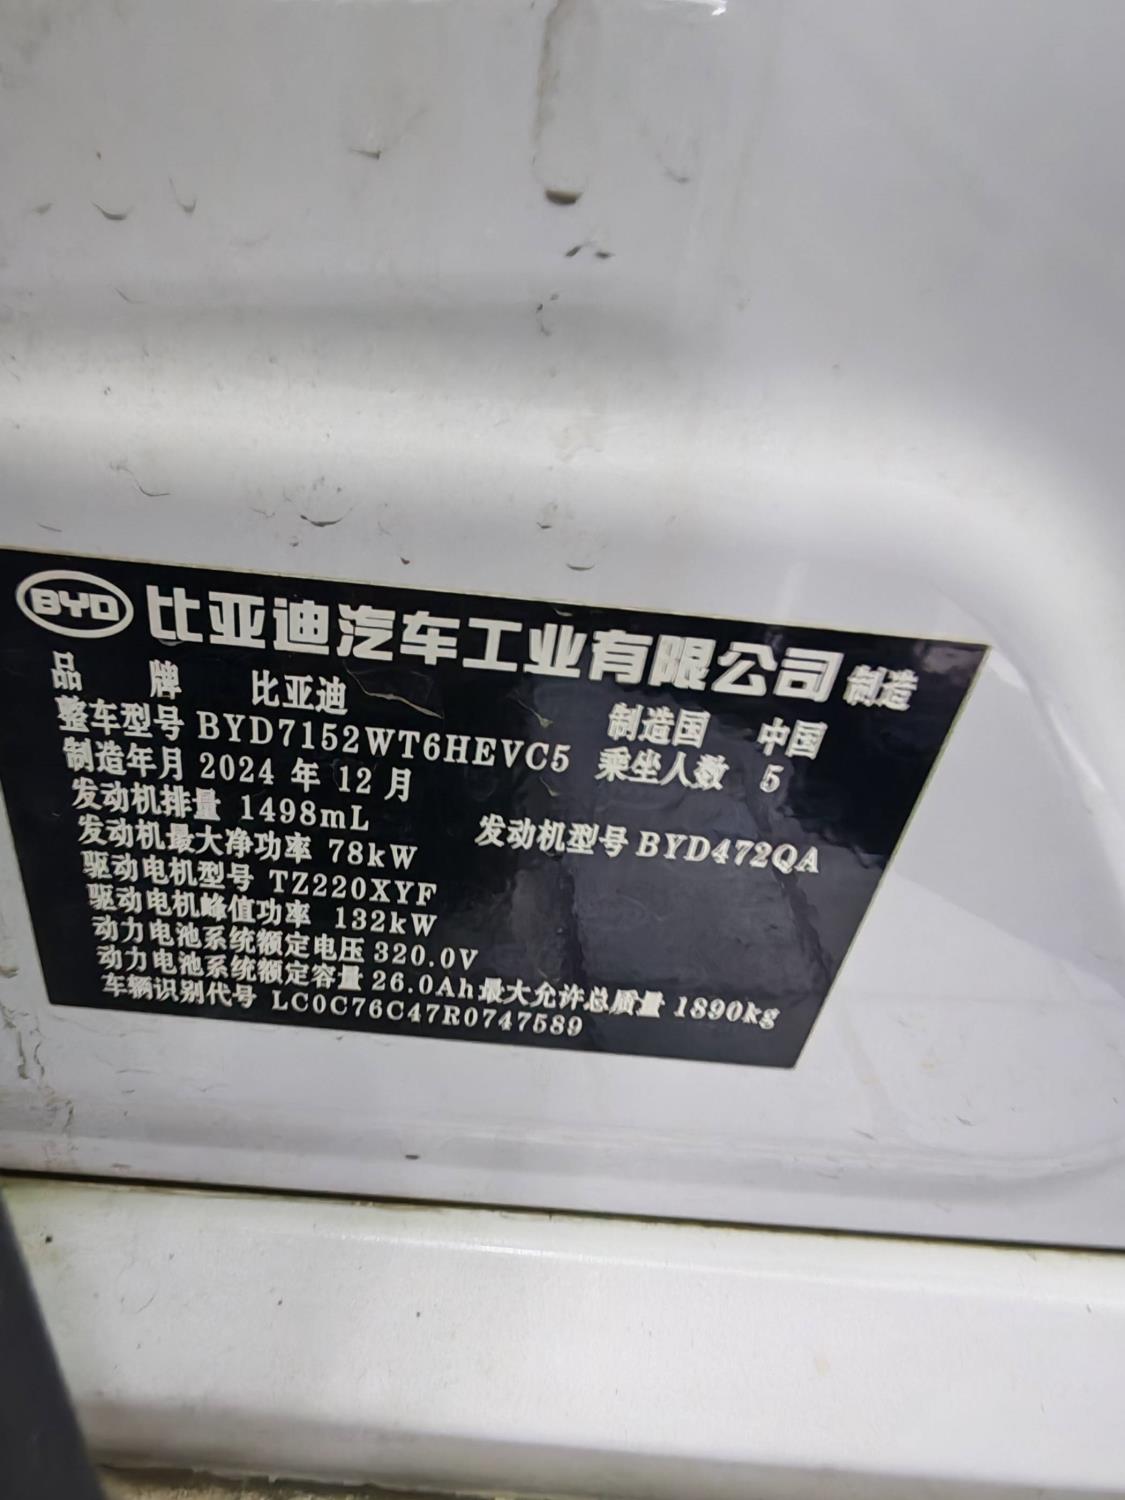 BYD 比亚迪汽车工业有限公司 制造
品牌 比亚迪 制造国 中国
整车型号 BYD7152WT6HEVC5 乘坐人数 5
制造年月 2024 年 12 月
发动机排量 1498mL 发动机型号 BYD472QA
发动机最大净功率 78kW
驱动电机型号 TZ220XYF
驱动电机峰值功率 132kW
动力电池系统额定电压 320.0V
动力电池系统额定容量 26.0Ah 最大允许总质量 1890kg
车辆识别代号 LC0C76C47R0747589